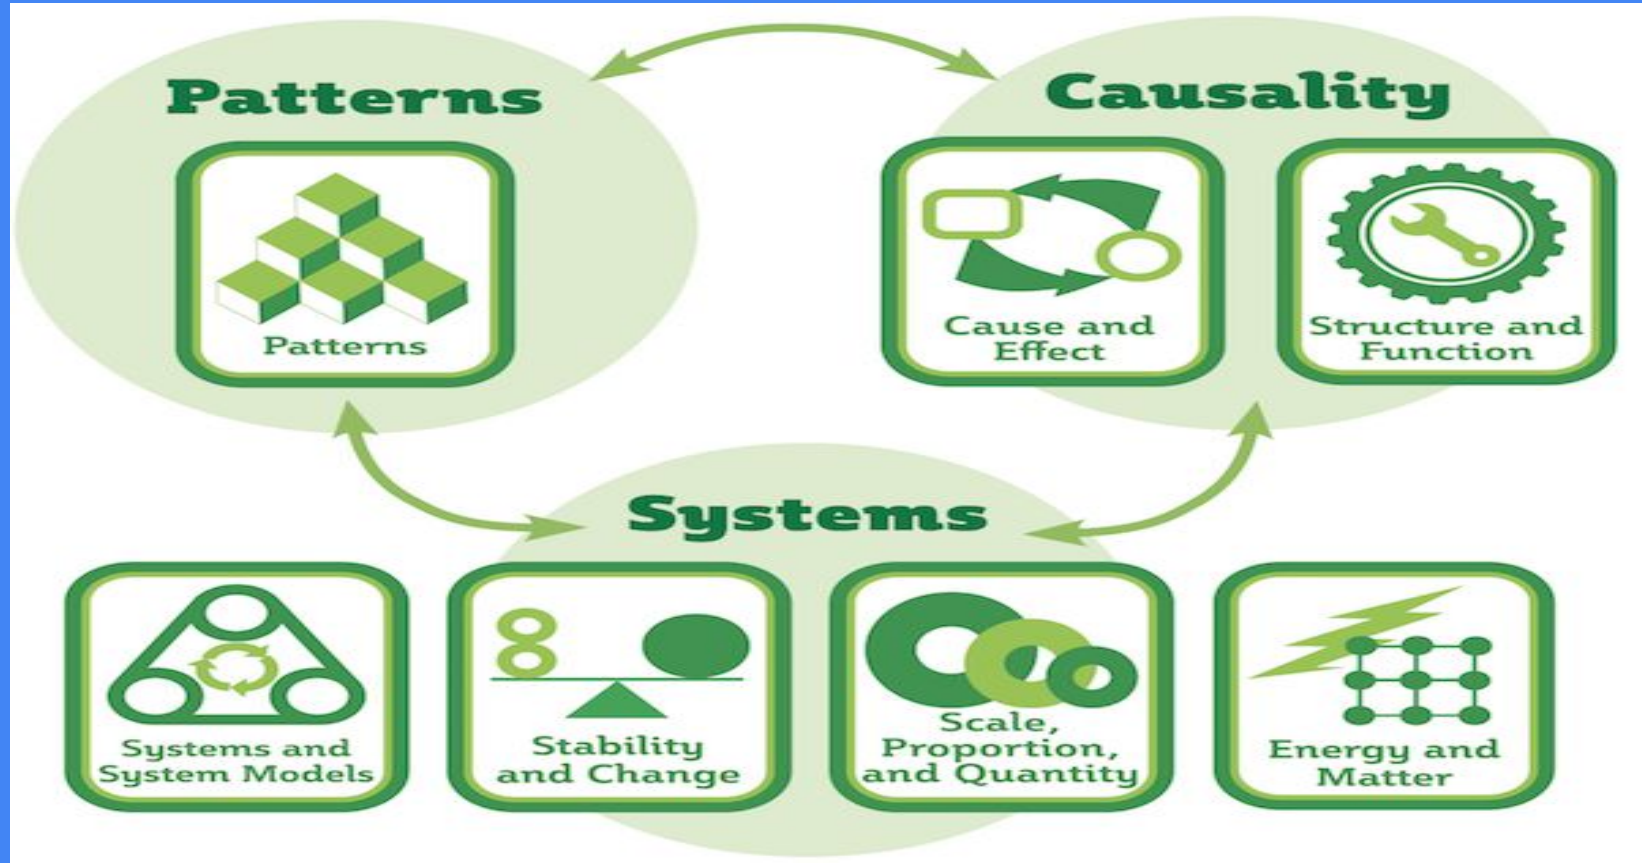 Patterns
Patterns
Causality
Cause and
Effect
Structure and
Function
Systems
Systems and
System Models
Stability
and Change
Scale,
Proportion,
and Quantity
Energy and
Matter